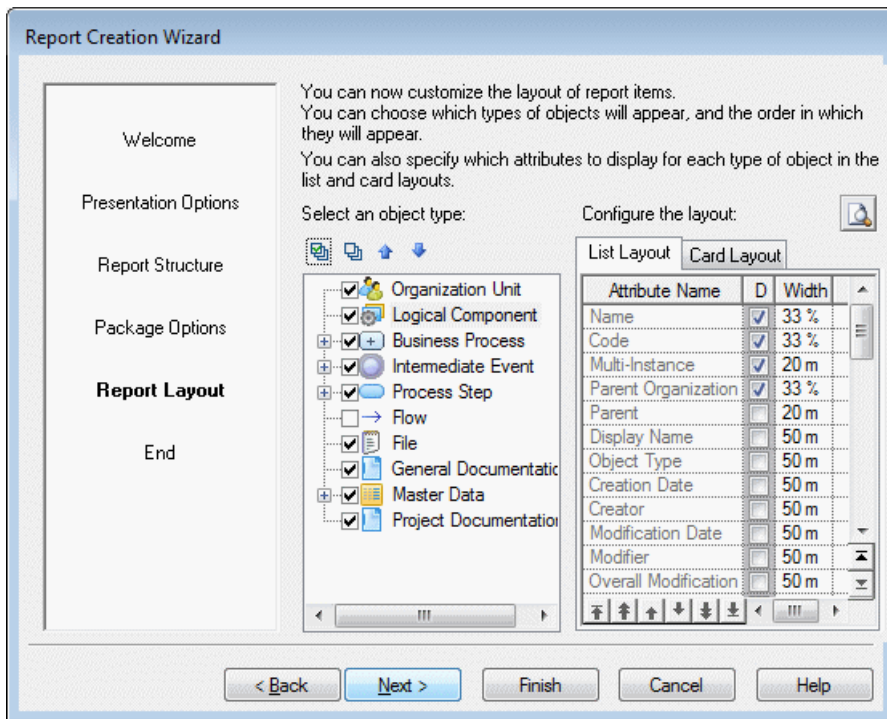 Report Creation Wizard
Welcome
Presentation Options
Report Structure
Package Options
Report Layout
End
You can now customize the layout of report items.
You can choose which types of objects will appear, and the order in which
they will appear.
You can also specify which attributes to display for each type of object in the
list and card layouts.
Select an object type:
Organization Unit
Logical Component
Business Process
Intermediate Event
Process Step
Flow
File
General Documentatic
Master Data
Project Documentation
Configure the layout:
List Layout Card Layout
Attribute Name D Width
Name 33 %
Code 33 %
Multi-Instance 20 m
Parent Organization 33 %
Parent 20 m
Display Name 50 m
Object Type 50 m
Creation Date 50 m
Creator 50 m
Modification Date 50 m
Modifier 50 m
Overall Modification 50 m
< Back Next > Finish Cancel Help